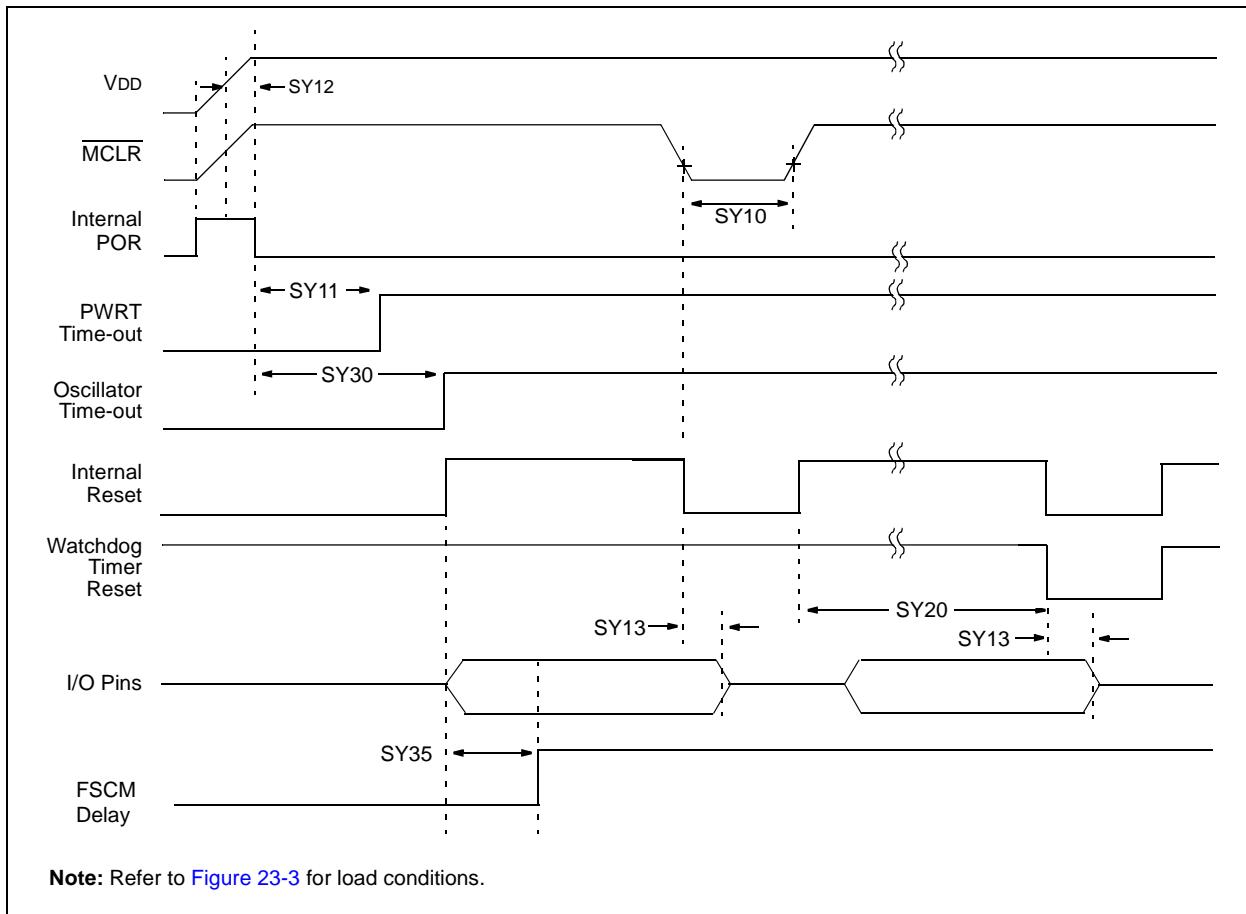 VDD
SY12
MCLR
SY10
Internal
POR
SY11
PWRT
Time-out
SY30
Oscillator
Time-out
Internal
Reset
Watchdog
Timer
Reset
SY20
SY13
SY13
I/O Pins
SY35
FSCM
Delay
Note: Refer to Figure 23-3 for load conditions.